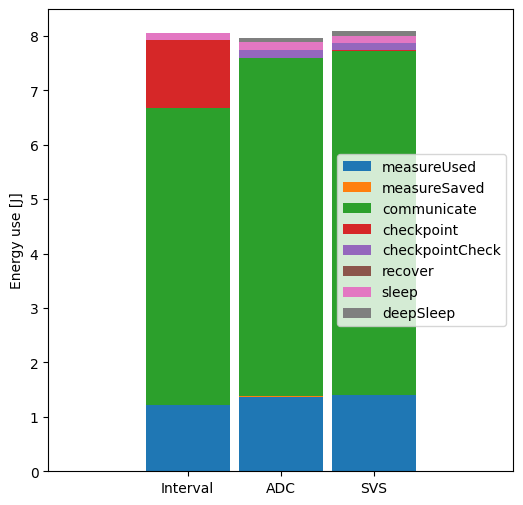 8
7
6
5
4
3
2
1
0
Energy use [J]
measureUsed
measureSaved
communicate
checkpoint
checkpointCheck
recover
sleep
deepSleep
Interval ADC SVS